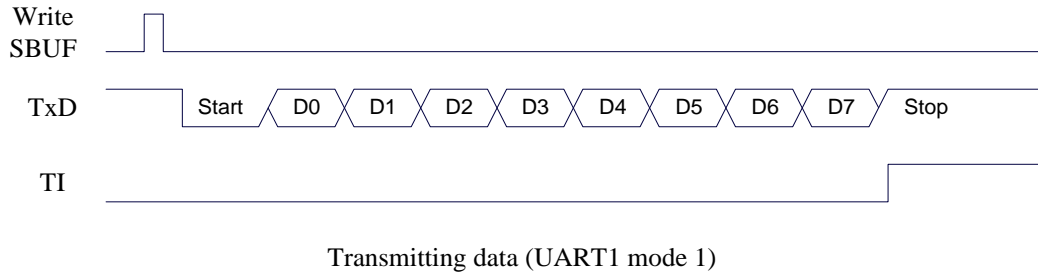 Write
SBUF
TxD Start D0 D1 D2 D3 D4 D5 D6 D7 Stop
TI
Transmitting data (UART1 mode 1)